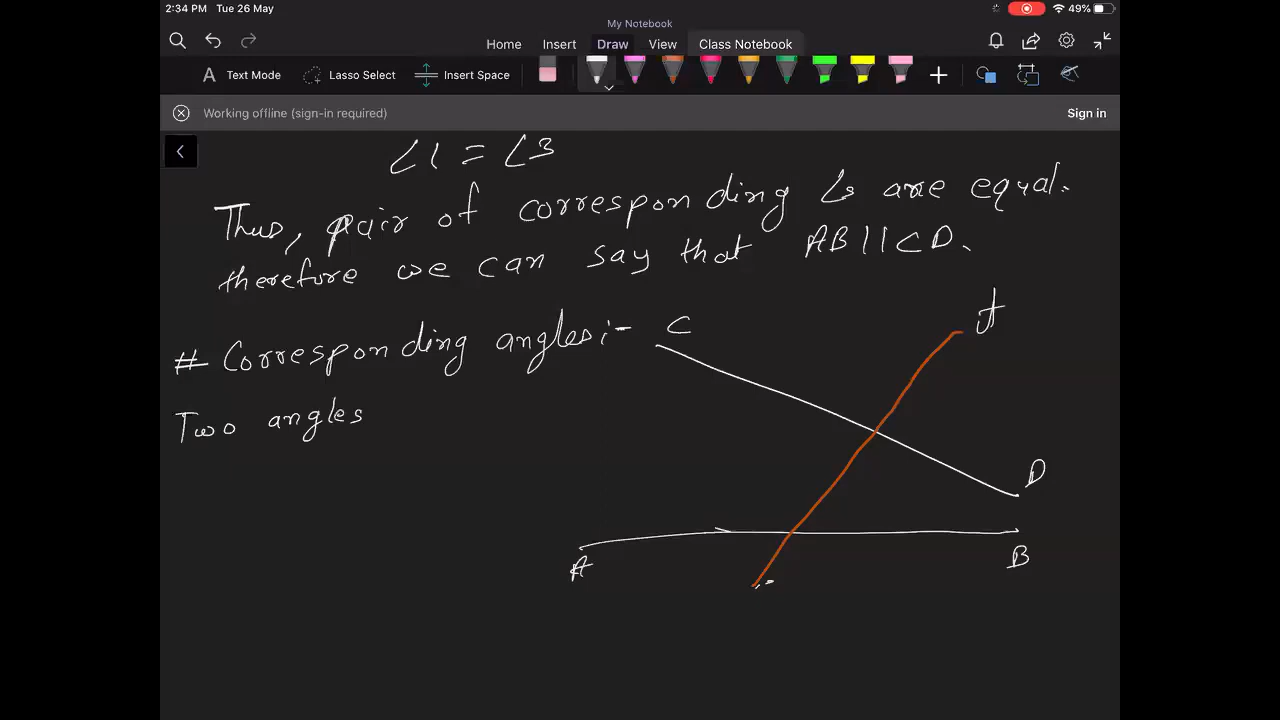 2:34 PM Tue 26 May
49%
My Notebook
Home Insert Draw View Class Notebook
A Text Mode Lasso Select Insert Space
Working offline (sign-in required) Sign in
∠1 = ∠3
Thus, pair of corresponding ∠s are equal.
therefore we can say that AB || CD.
# Corresponding angles :- C
Two angles
D
A
B